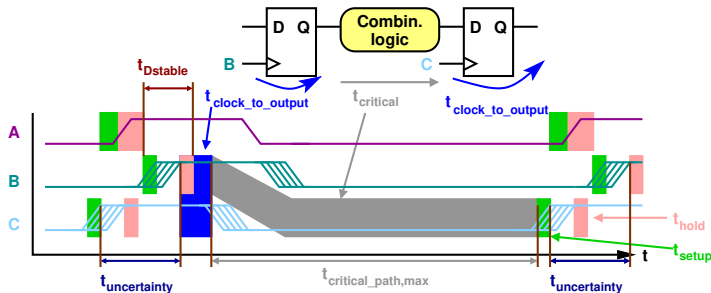 D Q
Combin.
logic
D Q
B
C
t_Dstable
t_clock_to_output
t_critical
t_clock_to_output
A
B
C
t_hold
t_setup
t
t_uncertainty
t_critical_path,max
t_uncertainty